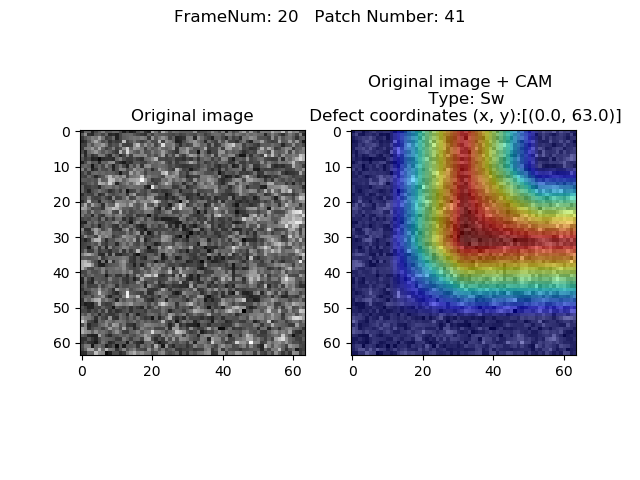 FrameNum: 20   Patch Number: 41
Original image
Original image + CAM
Type: Sw
Defect coordinates (x, y):[(0.0, 63.0)]
0
10
20
30
40
50
60
0 20 40 60
0
10
20
30
40
50
60
0 20 40 60